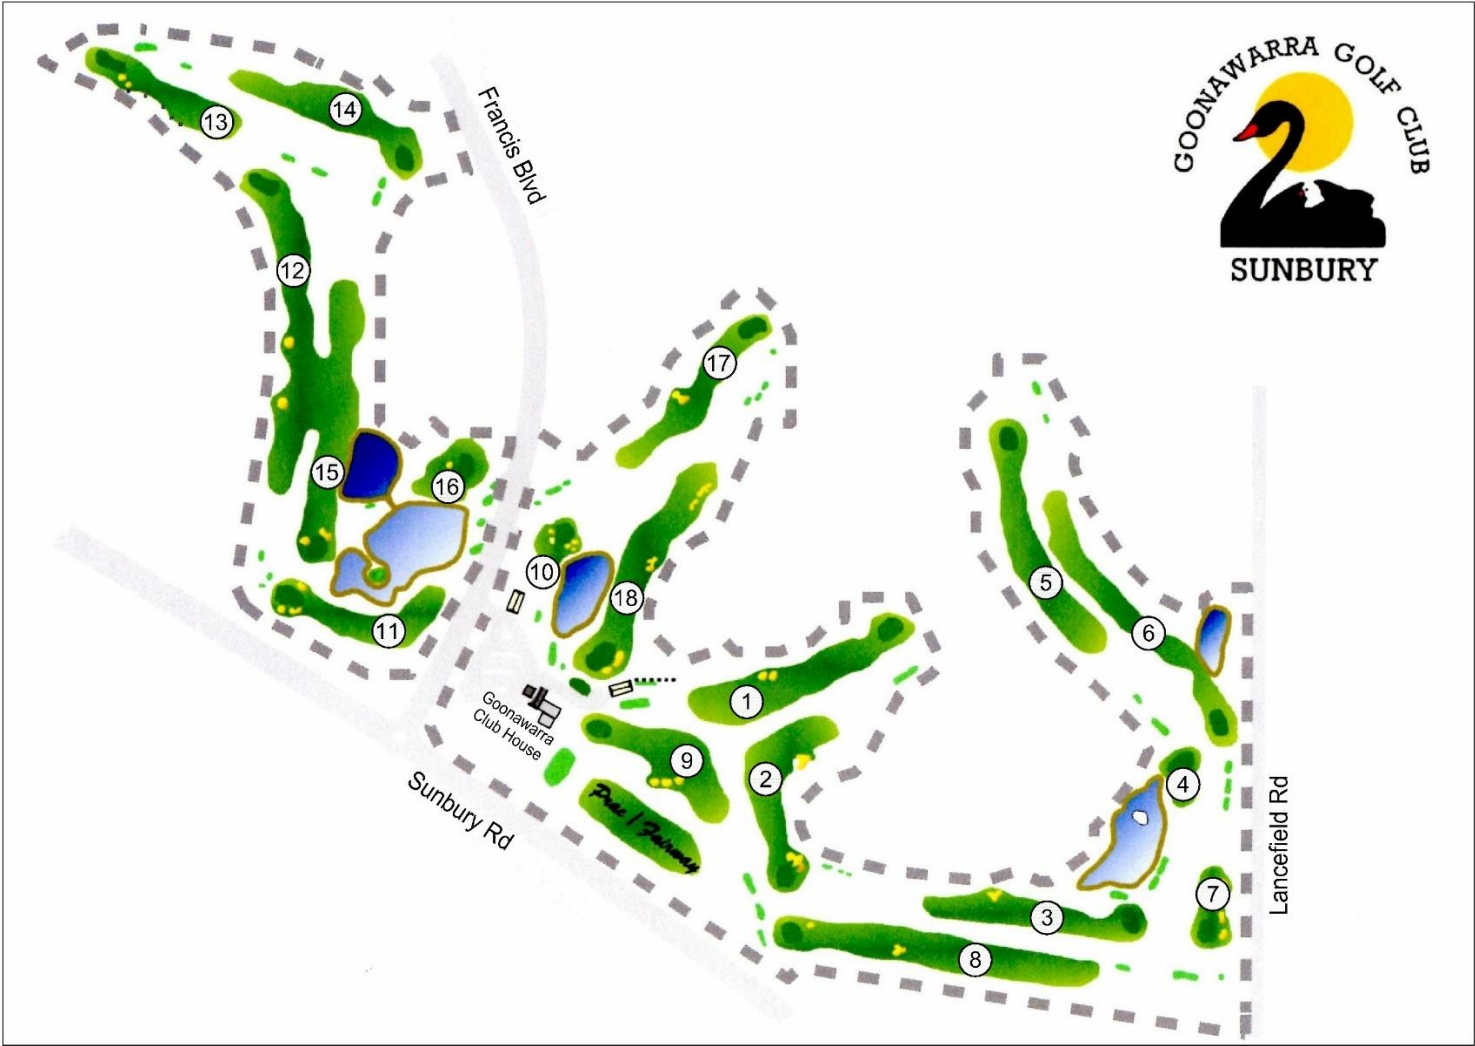 GOONAWARRA GOLF CLUB
SUNBURY
Francis Blvd
13
14
12
17
15
16
10
18
11
5
6
1
Goonawarra
Club House
9
2
4
Sunbury Rd
Prac / Fairway
Lancefield Rd
7
3
8